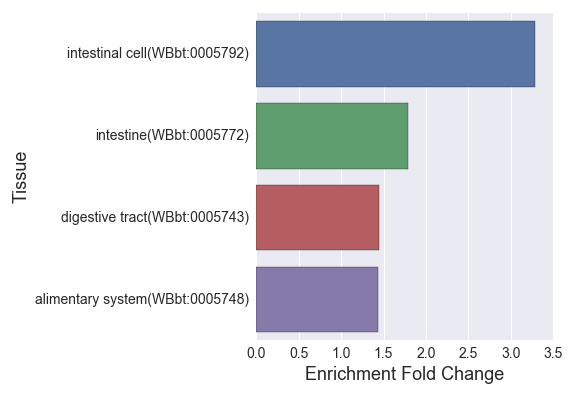 intestinal cell(WBbt:0005792)
intestine(WBbt:0005772)
digestive tract(WBbt:0005743)
alimentary system(WBbt:0005748)
Tissue
0.0 0.5 1.0 1.5 2.0 2.5 3.0 3.5
Enrichment Fold Change